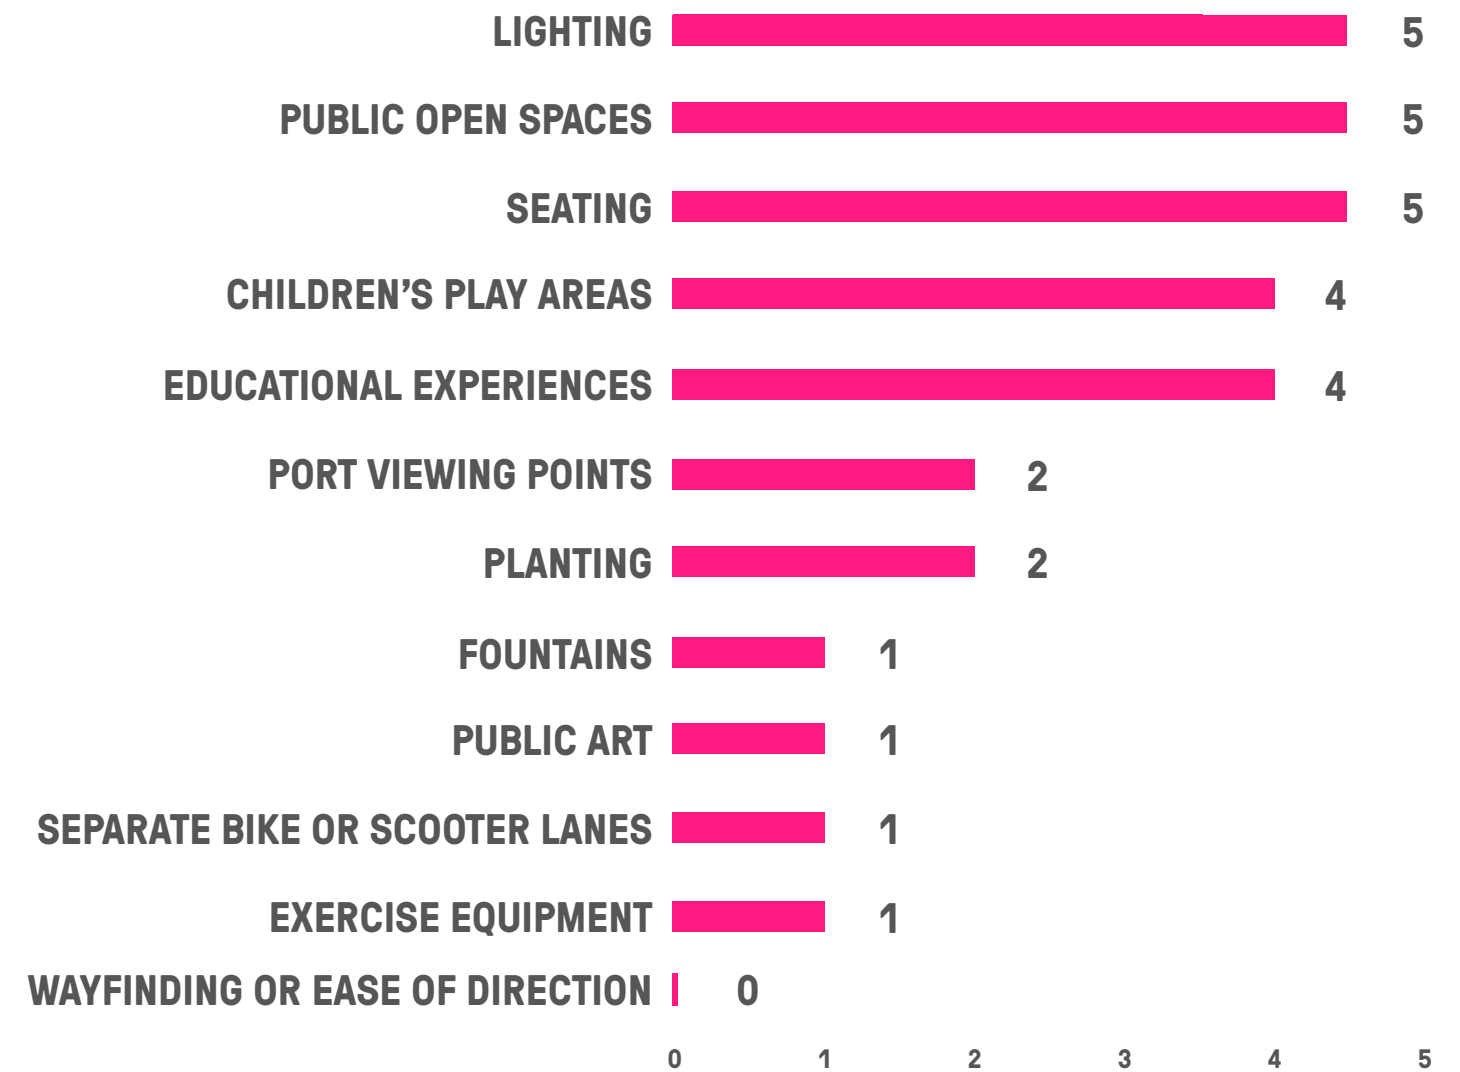 LIGHTING 5
PUBLIC OPEN SPACES 5
SEATING 5
CHILDREN’S PLAY AREAS 4
EDUCATIONAL EXPERIENCES 4
PORT VIEWING POINTS 2
PLANTING 2
FOUNTAINS 1
PUBLIC ART 1
SEPARATE BIKE OR SCOOTER LANES 1
EXERCISE EQUIPMENT 1
WAYFINDING OR EASE OF DIRECTION 0
0 1 2 3 4 5